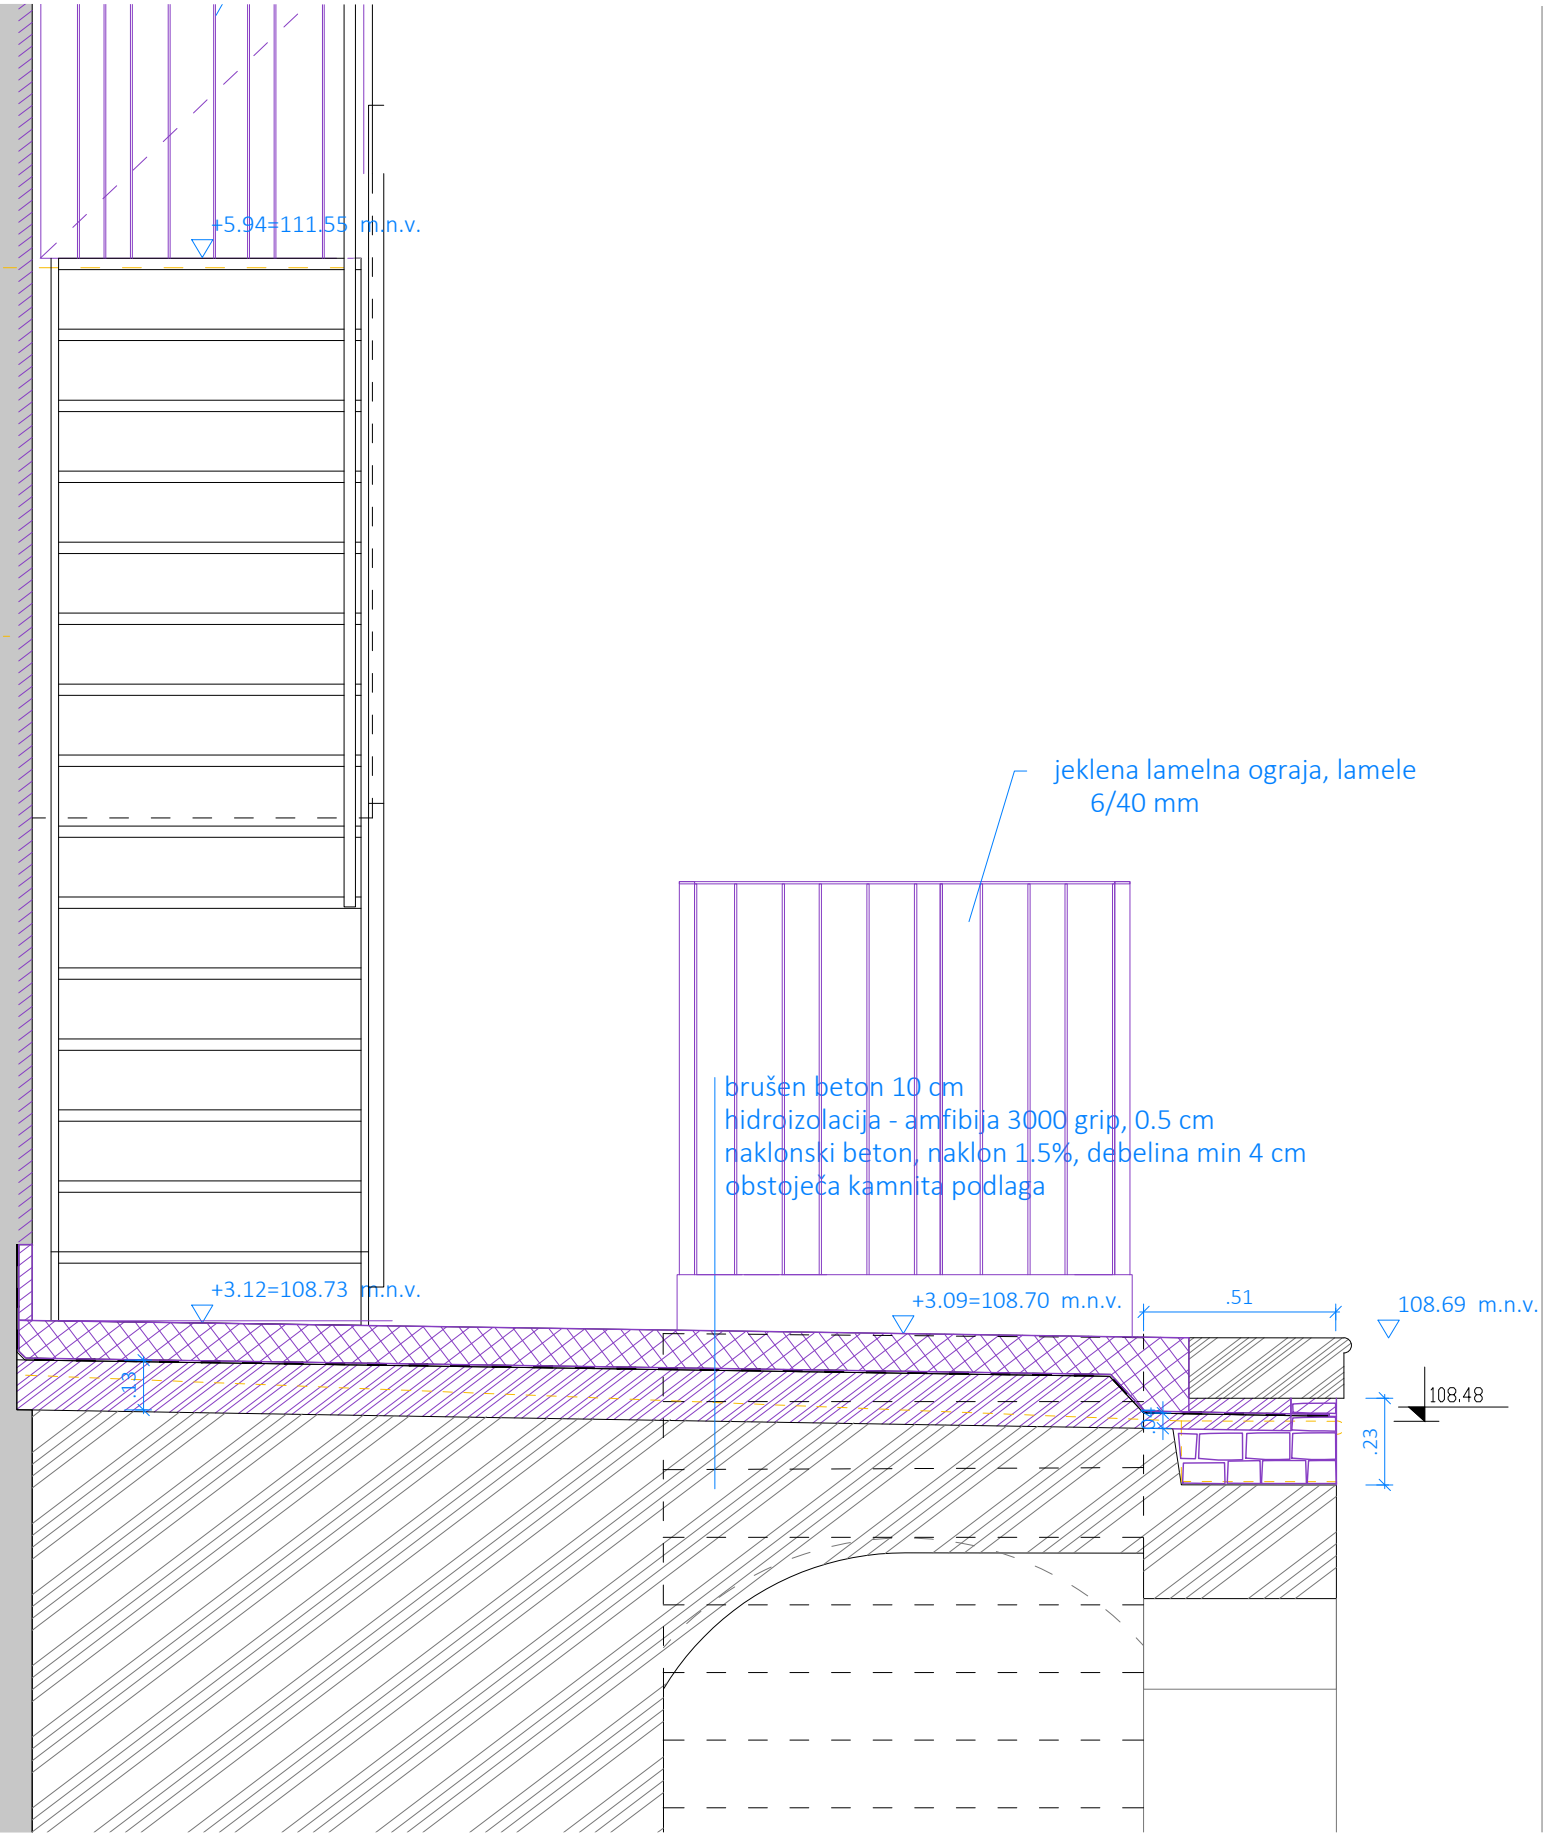 +5.94=111.55 m.n.v.
jeklena lamelna ograja, lamele
6/40 mm
brušen beton 10 cm
hidroizolacija - amfibija 3000 grip, 0.5 cm
naklonski beton, naklon 1.5%, debelina min 4 cm
obstoječa kamnita podlaga
+3.12=108.73 m.n.v.
+3.09=108.70 m.n.v.
.51
108.69 m.n.v.
.13
.04
108.48
.23